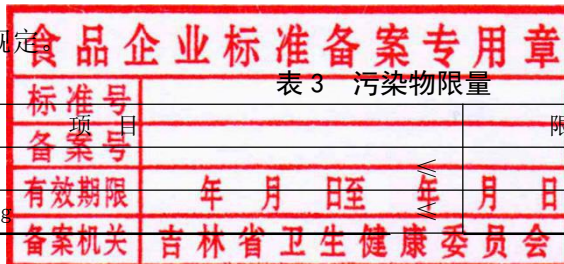 规定。
食品企业标准备案专用章
表 3 污染物限量
标准号
项 目 限
备案号
≤
有效期限 年 月 日至 年 月 日
g ≤
备案机关 吉林省卫生健康委员会